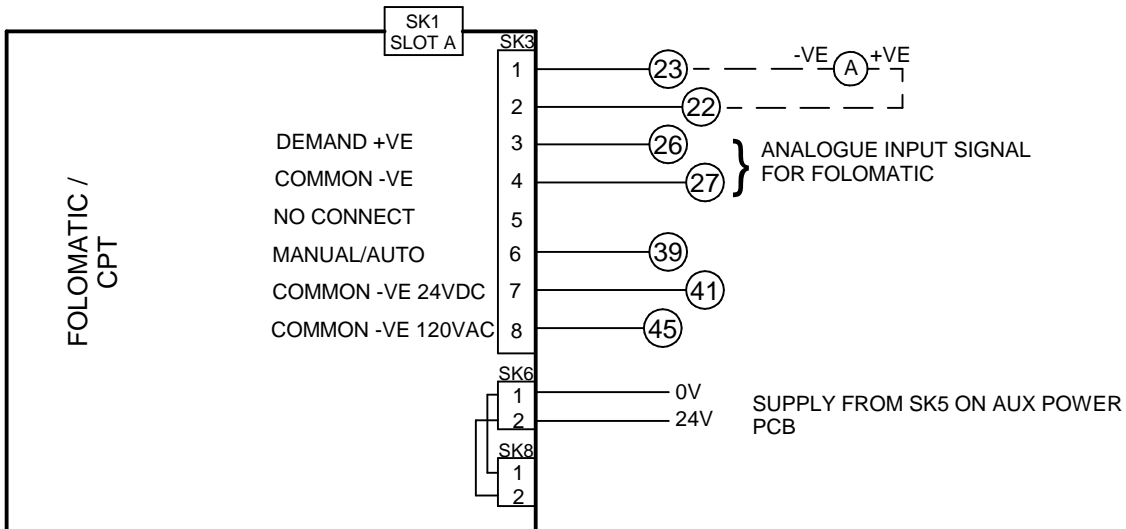 SK1
SLOT A
SK3
1 23 -VE A +VE
2 22
DEMAND +VE 3 26
COMMON -VE 4 27
ANALOGUE INPUT SIGNAL
FOR FOLOMATIC
NO CONNECT 5
MANUAL/AUTO 6 39
COMMON -VE 24VDC 7 41
COMMON -VE 120VAC 8 45
FOLOMATIC /
CPT
SK6
1 0V
2 24V
SUPPLY FROM SK5 ON AUX POWER
PCB
SK8
1
2